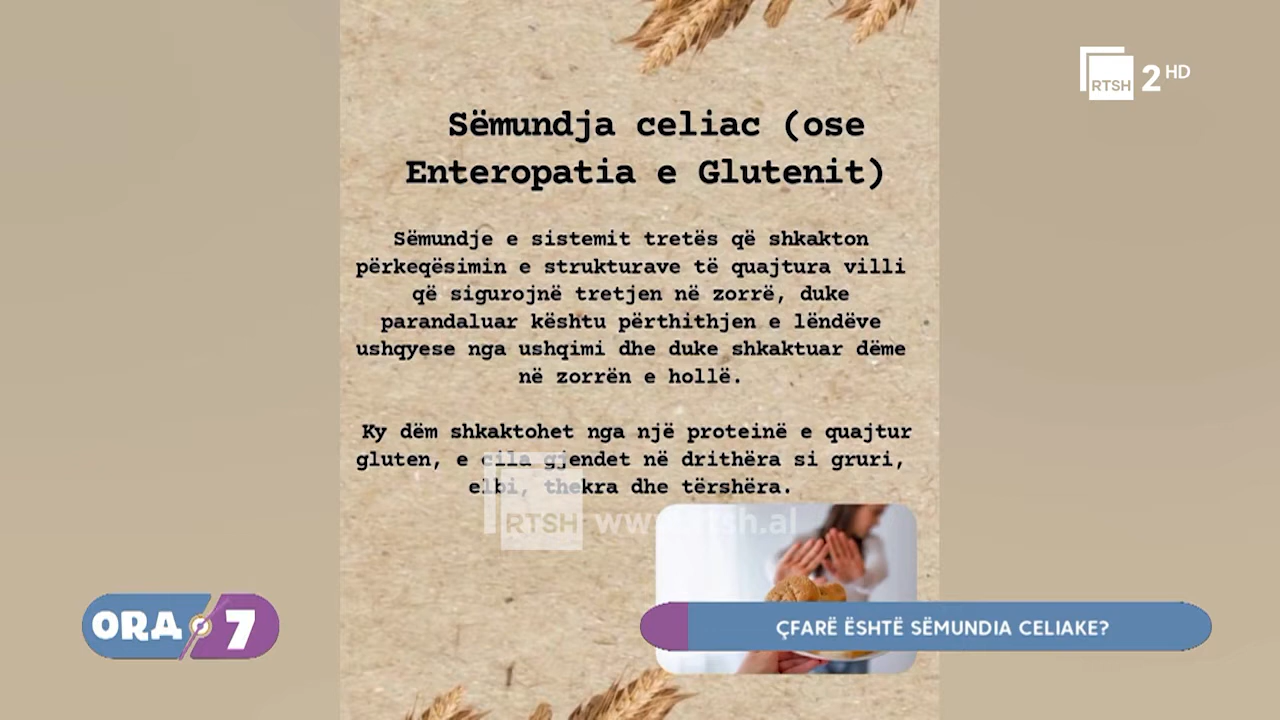 RTSH 2 HD
Sëmundja celiac (ose
Enteropatia e Glutenit)
Sëmundje e sistemit tretës që shkakton
përkeqësimin e strukturave të quajtura villi
që sigurojnë tretjen në zorrë, duke
parandaluar kështu përthithjen e lëndëve
ushqyese nga ushqimi dhe duke shkaktuar dëme
në zorrën e hollë.
Ky dëm shkaktohet nga një proteinë e quajtur
gluten, e cila gjendet në drithëra si gruri,
elbi, thekra dhe tërshëra.
RTSH www.rtsh.al
ORA 7
ÇFARË ËSHTË SËMUNDIA CELIAKE?